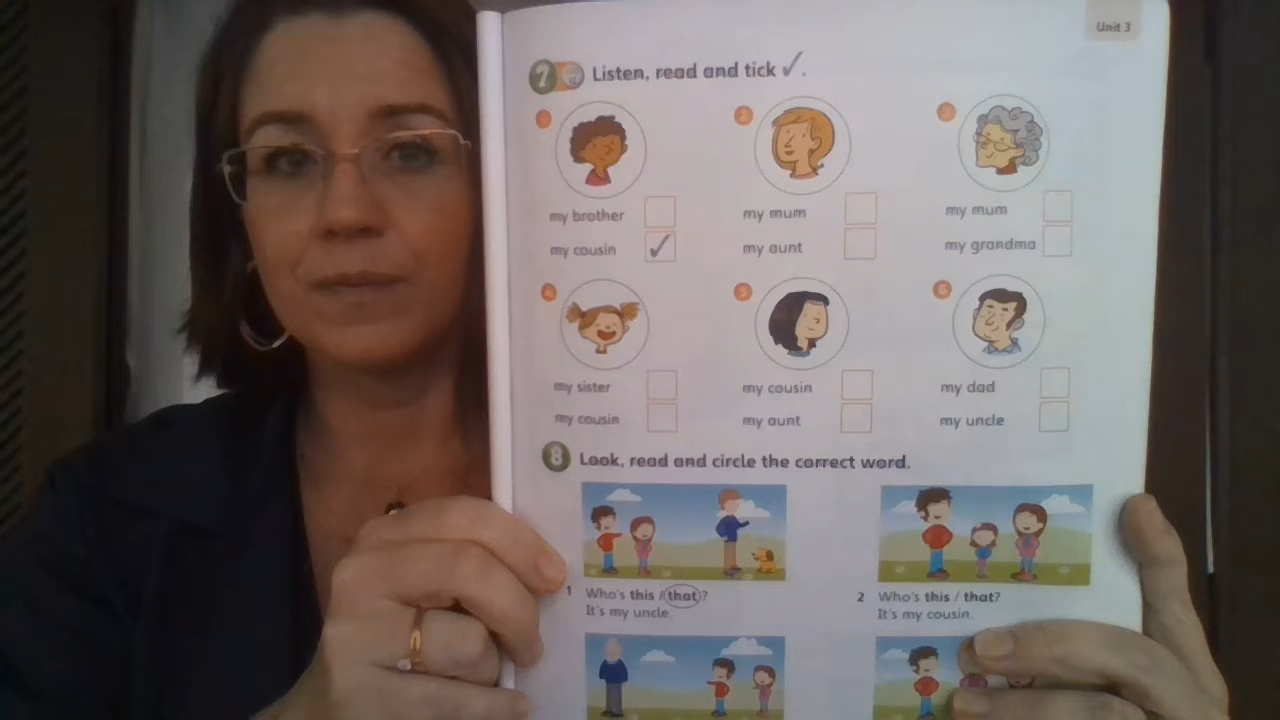 Unit 3
7 Listen, read and tick ✓.
1 2 3
my brother my mum my mum
my cousin ✓ my aunt my grandma
4 5 6
my sister my cousin my dad
my cousin my aunt my uncle
8 Look, read and circle the correct word.
1 Who's this / that? 2 Who's this / that?
It's my uncle It's my cousin.